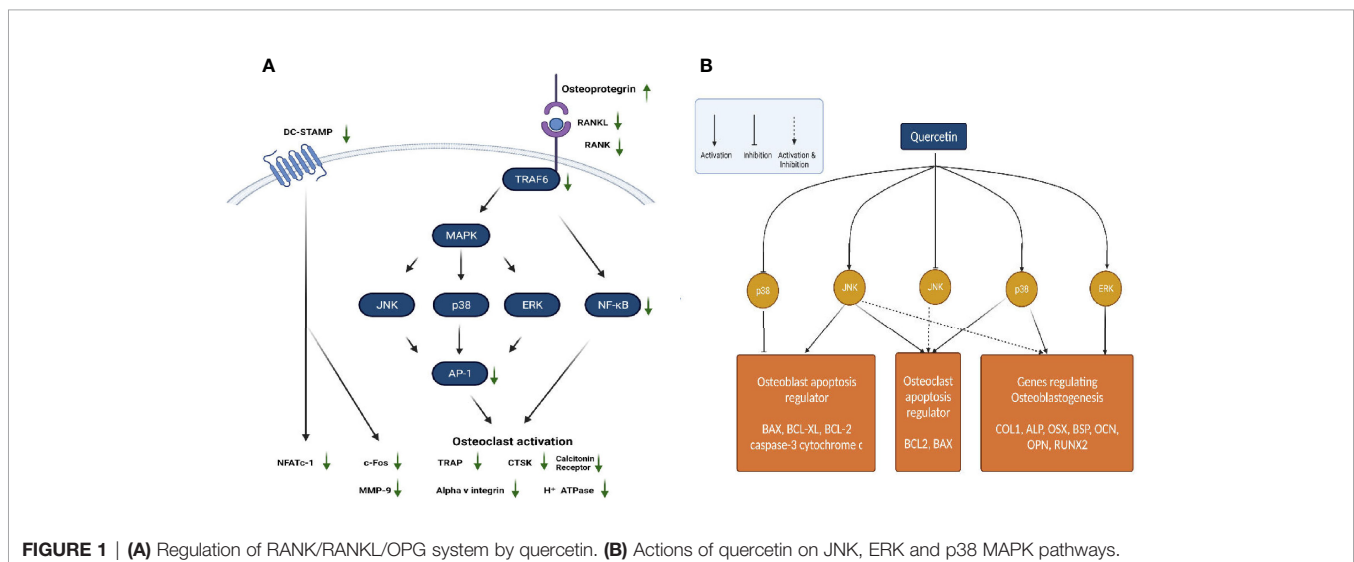 A
Osteoprotegrin
RANKL
RANK
DC-STAMP
TRAF6
MAPK
JNK
p38
ERK
NF-κB
AP-1
Osteoclast activation
NFATc-1
c-Fos
TRAP
CTSK
Calcitonin
Receptor
MMP-9
Alpha v integrin
H⁺ ATPase
B
Activation
Inhibition
Activation &
Inhibition
Quercetin
p38
JNK
JNK
p38
ERK
Osteoblast apoptosis
regulator
BAX, BCL-XL, BCL-2
caspase-3 cytochrome c
Osteoclast
apoptosis
regulator
BCL2, BAX
Genes regulating
Osteoblastogenesis
COL1, ALP, OSX, BSP, OCN,
OPN, RUNX2
FIGURE 1 | (A) Regulation of RANK/RANKL/OPG system by quercetin. (B) Actions of quercetin on JNK, ERK and p38 MAPK pathways.